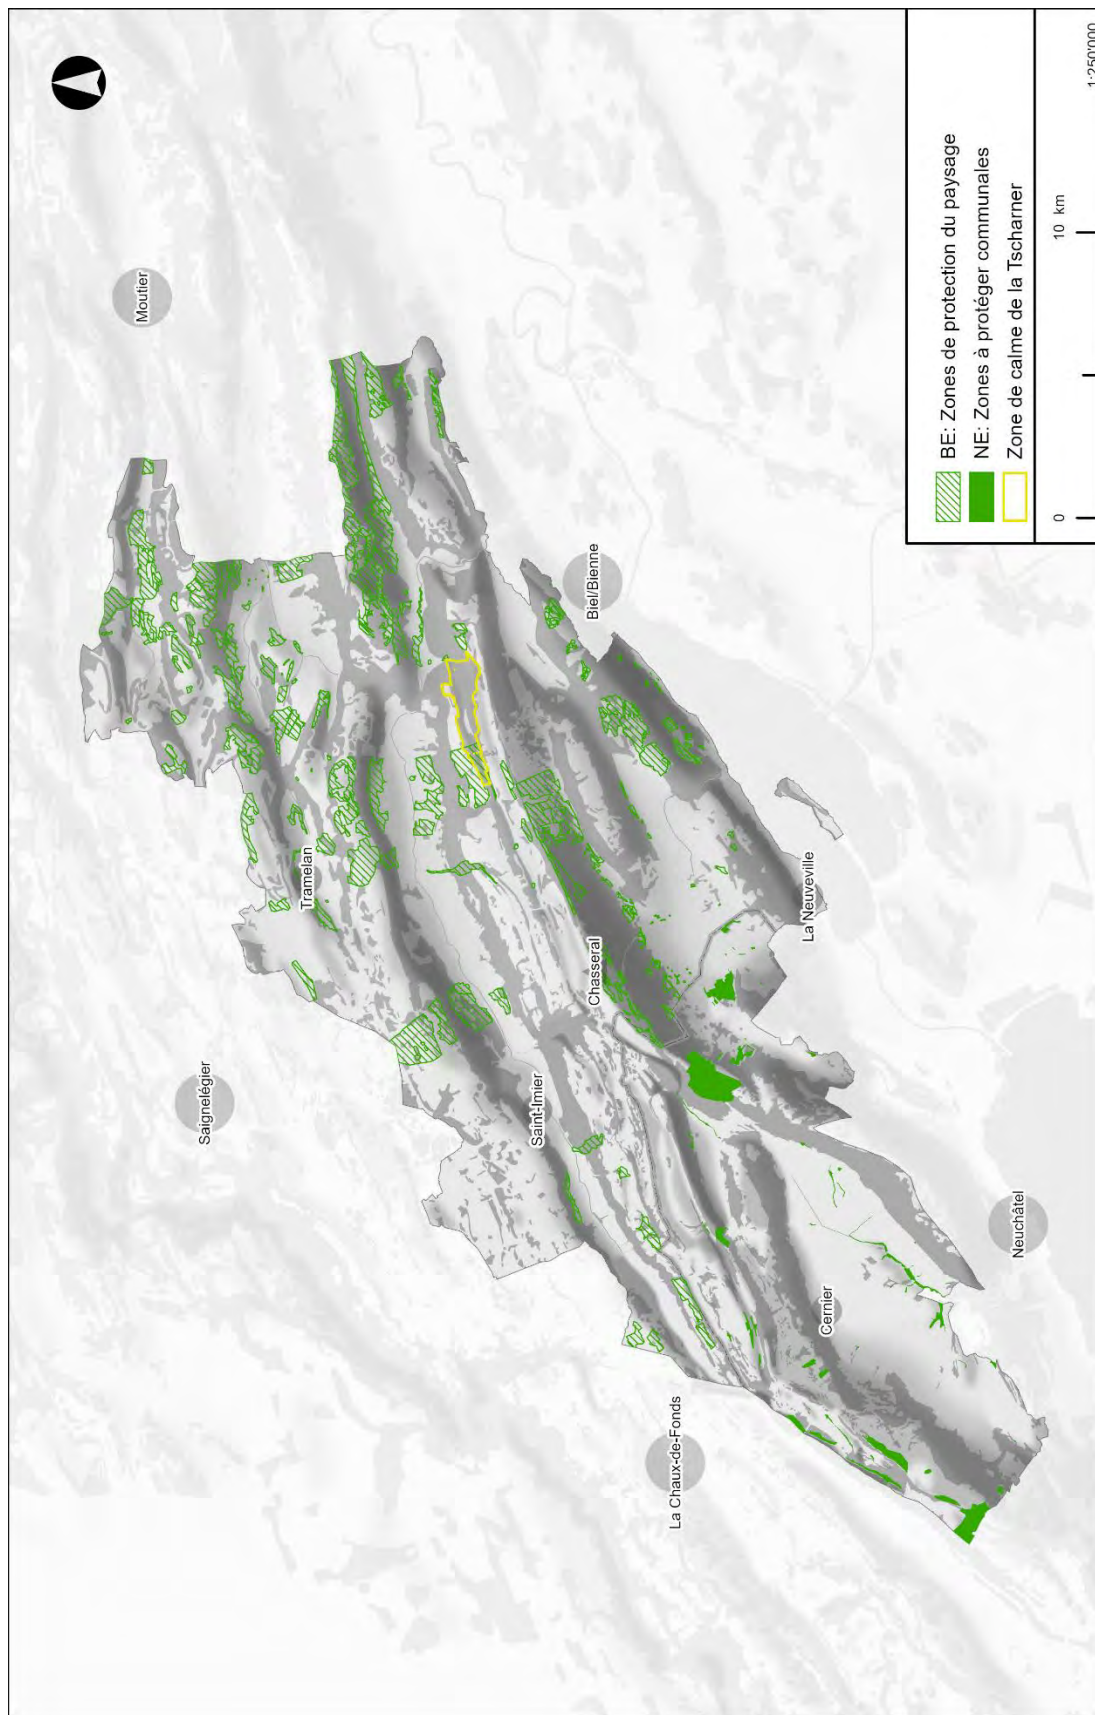 Moutier
Saignelégier
Tramelan
Biel/Bienne
Saint-Imier
Chasseral
La Neuveville
La Chaux-de-Fonds
Cernier
Neuchâtel
BE: Zones de protection du paysage
NE: Zones à protéger communales
Zone de calme de la Tscharner
0 10 km
1:250'000